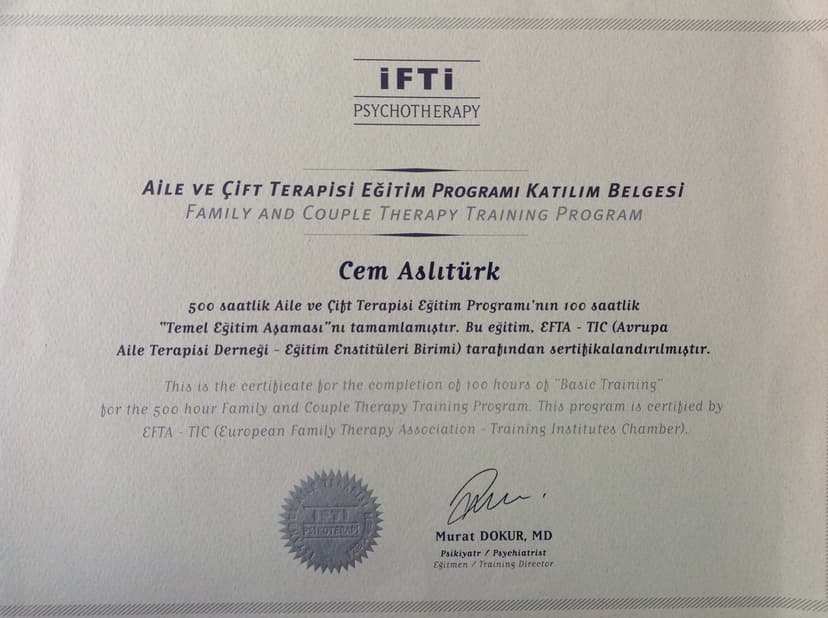 iFTi
PSYCHOTHERAPY
AİLE VE ÇİFT TERAPİSİ EĞİTİM PROGRAMI KATILIM BELGESİ
FAMILY AND COUPLE THERAPY TRAINING PROGRAM
Cem Aslıtürk
500 saatlik Aile ve Çift Terapisi Eğitim Programı'nın 100 saatlik
"Temel Eğitim Aşaması"nı tamamlamıştır. Bu eğitim, EFTA - TIC (Avrupa
Aile Terapisi Derneği - Eğitim Enstitüleri Birimi) tarafından sertifikalandırılmıştır.
This is the certificate for the completion of 100 hours of "Basic Training"
for the 500 hour Family and Couple Therapy Training Program. This program is certified by
EFTA - TIC (European Family Therapy Association - Training Institutes Chamber).
IFTI
PSİKOTERAPİ
Murat DOKUR, MD
Psikiyatr / Psychiatrist
Eğitmen / Training Director